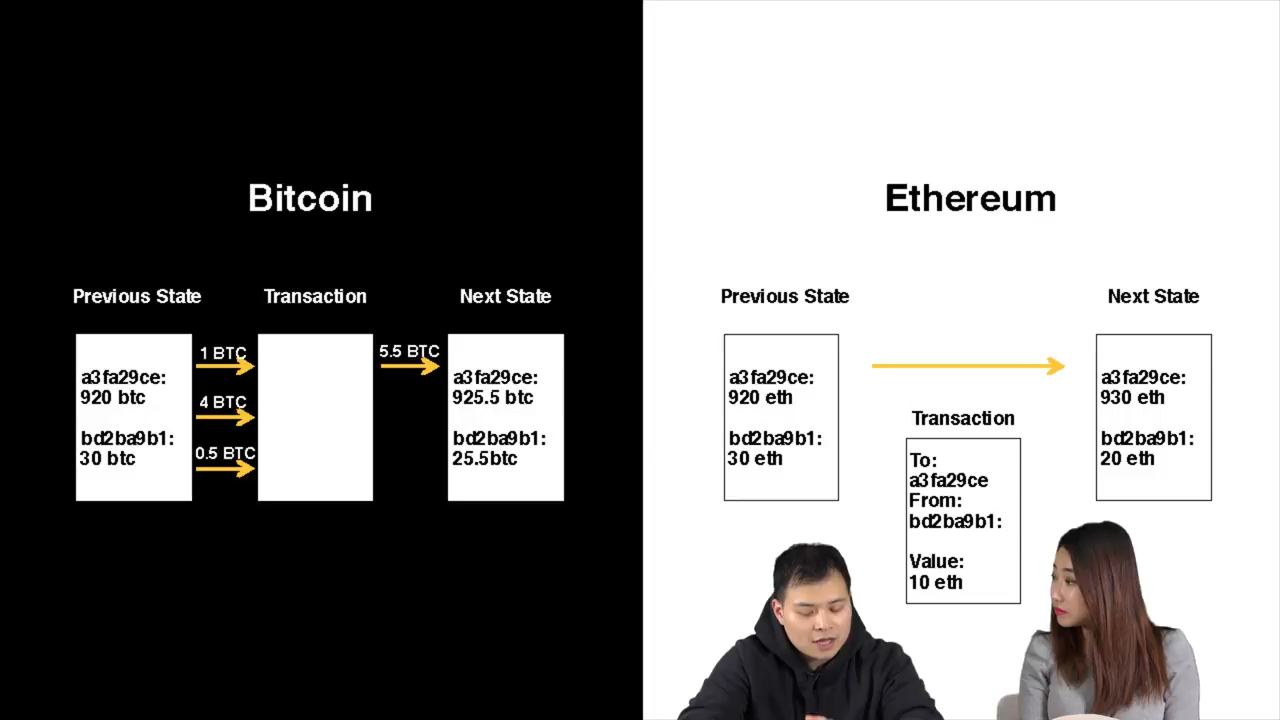 Bitcoin
Previous State
Transaction
Next State
a3fa29ce:
920 btc
bd2ba9b1:
30 btc
1 BTC
4 BTC
0.5 BTC
5.5 BTC
a3fa29ce:
925.5 btc
bd2ba9b1:
25.5btc
Ethereum
Previous State
Next State
a3fa29ce:
920 eth
bd2ba9b1:
30 eth
Transaction
To:
a3fa29ce
From:
bd2ba9b1:
Value:
10 eth
a3fa29ce:
930 eth
bd2ba9b1:
20 eth